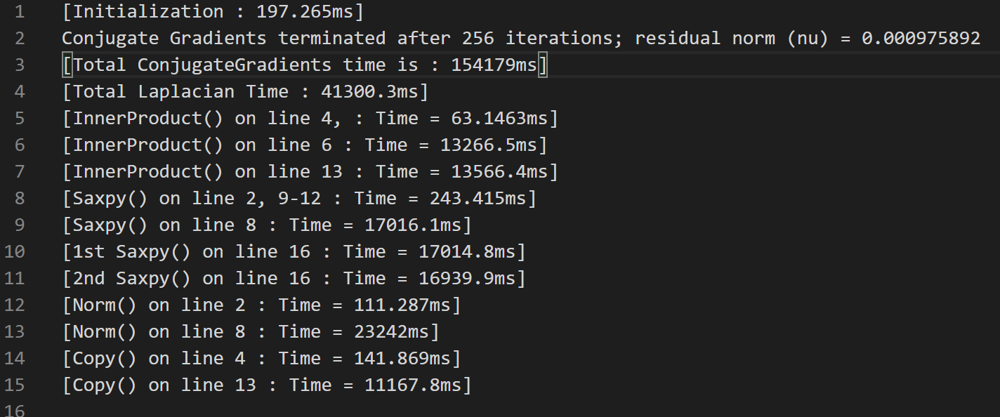 1 [Initialization : 197.265ms]
2 Conjugate Gradients terminated after 256 iterations; residual norm (nu) = 0.000975892
3 [Total ConjugateGradients time is : 154179ms]
4 [Total Laplacian Time : 41300.3ms]
5 [InnerProduct() on line 4, : Time = 63.1463ms]
6 [InnerProduct() on line 6 : Time = 13266.5ms]
7 [InnerProduct() on line 13 : Time = 13566.4ms]
8 [Saxpy() on line 2, 9-12 : Time = 243.415ms]
9 [Saxpy() on line 8 : Time = 17016.1ms]
10 [1st Saxpy() on line 16 : Time = 17014.8ms]
11 [2nd Saxpy() on line 16 : Time = 16939.9ms]
12 [Norm() on line 2 : Time = 111.287ms]
13 [Norm() on line 8 : Time = 23242ms]
14 [Copy() on line 4 : Time = 141.869ms]
15 [Copy() on line 13 : Time = 11167.8ms]
16